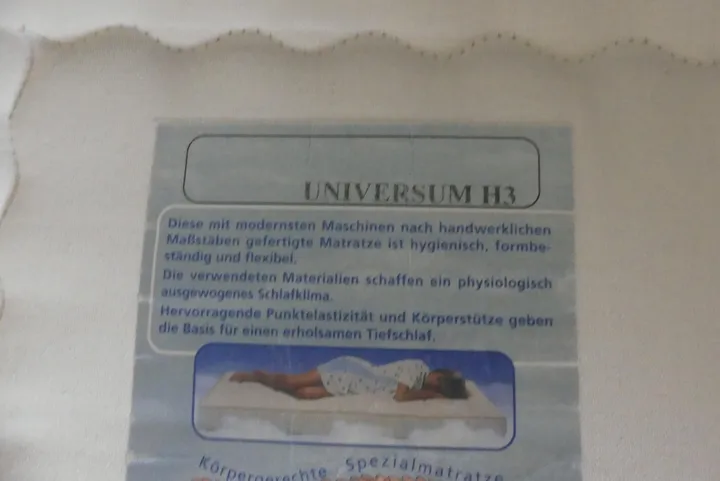 UNIVERSUM H3
Diese mit modernsten Maschinen nach handwerklichen
Maßstäben gefertigte Matratze ist hygienisch, formbe-
ständig und flexibel.
Die verwendeten Materialien schaffen ein physiologisch
ausgewogenes Schlafklima.
Hervorragende Punktelastizität und Körperstütze geben
die Basis für einen erholsamen Tiefschlaf.
Körpergerechte Spezialmatratze